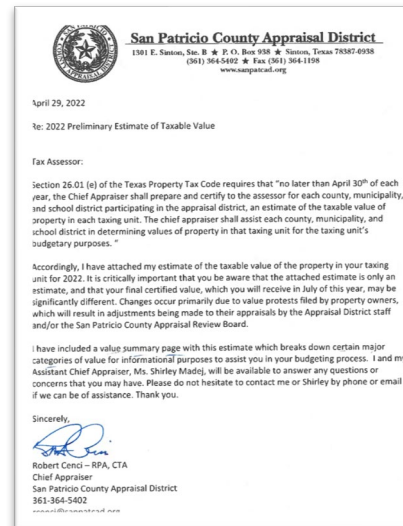 San Patricio County Appraisal District
1301 E. Sinton, Ste. B ★ P. O. Box 938 ★ Sinton, Texas 78387-0938
(361) 364-5402 ★ Fax (361) 364-1198
www.sanpatcad.org
April 29, 2022
Re: 2022 Preliminary Estimate of Taxable Value
Tax Assessor:
Section 26.01 (e) of the Texas Property Tax Code requires that "no later than April 30th of each
year, the Chief Appraiser shall prepare and certify to the assessor for each county, municipality,
and school district participating in the appraisal district, an estimate of the taxable value of
property in each taxing unit. The chief appraiser shall assist each county, municipality, and
school district in determining values of property in that taxing unit for the taxing unit's
budgetary purposes. "
Accordingly, I have attached my estimate of the taxable value of the property in your taxing
unit for 2022. It is critically important that you be aware that the attached estimate is only an
estimate, and that your final certified value, which you will receive in July of this year, may be
significantly different. Changes occur primarily due to value protests filed by property owners,
which will result in adjustments being made to their appraisals by the Appraisal District staff
and/or the San Patricio County Appraisal Review Board.
I have included a value summary page with this estimate which breaks down certain major
categories of value for informational purposes to assist you in your budgeting process. I and m
Assistant Chief Appraiser, Ms. Shirley Madej, will be available to answer any questions or
concerns that you may have. Please do not hesitate to contact me or Shirley by phone or email
if we can be of assistance. Thank you.
Sincerely,
Robert Cenci – RPA, CTA
Chief Appraiser
San Patricio County Appraisal District
361-364-5402